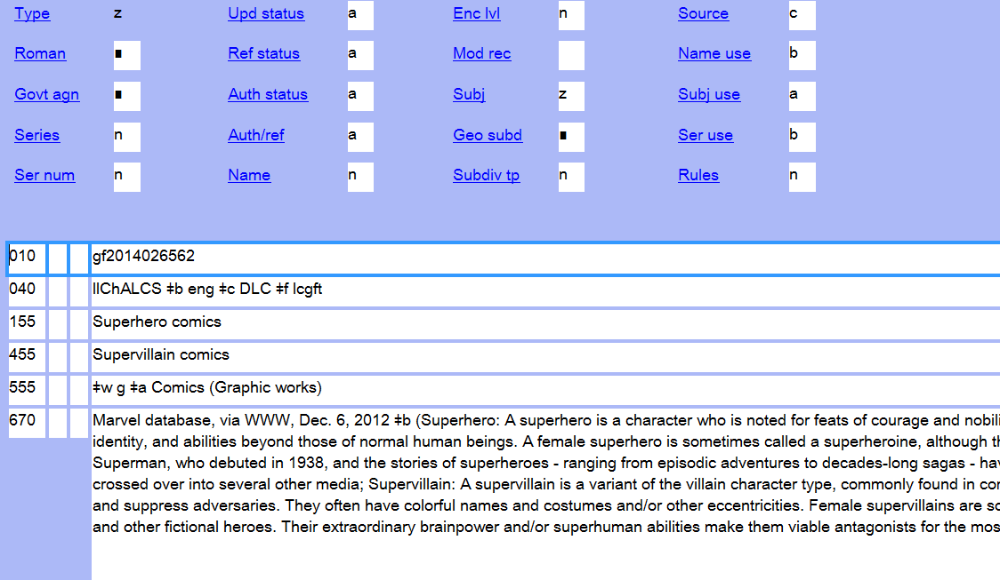 Type z Upd status a Enc lvl n Source c
Roman ■ Ref status a Mod rec Name use b
Govt agn ■ Auth status a Subj z Subj use a
Series n Auth/ref a Geo subd ■ Ser use b
Ser num n Name n Subdiv tp n Rules n
010 gf2014026562
040 IlChALCS ‡b eng ‡c DLC ‡f lcgft
155 Superhero comics
455 Supervillain comics
555 ‡w g ‡a Comics (Graphic works)
670 Marvel database, via WWW, Dec. 6, 2012 ‡b (Superhero: A superhero is a character who is noted for feats of courage and nobili
identity, and abilities beyond those of normal human beings. A female superhero is sometimes called a superheroine, although th
Superman, who debuted in 1938, and the stories of superheroes - ranging from episodic adventures to decades-long sagas - hav
crossed over into several other media; Supervillain: A supervillain is a variant of the villain character type, commonly found in co
and suppress adversaries. They often have colorful names and costumes and/or other eccentricities. Female supervillains are so
and other fictional heroes. Their extraordinary brainpower and/or superhuman abilities make them viable antagonists for the mos